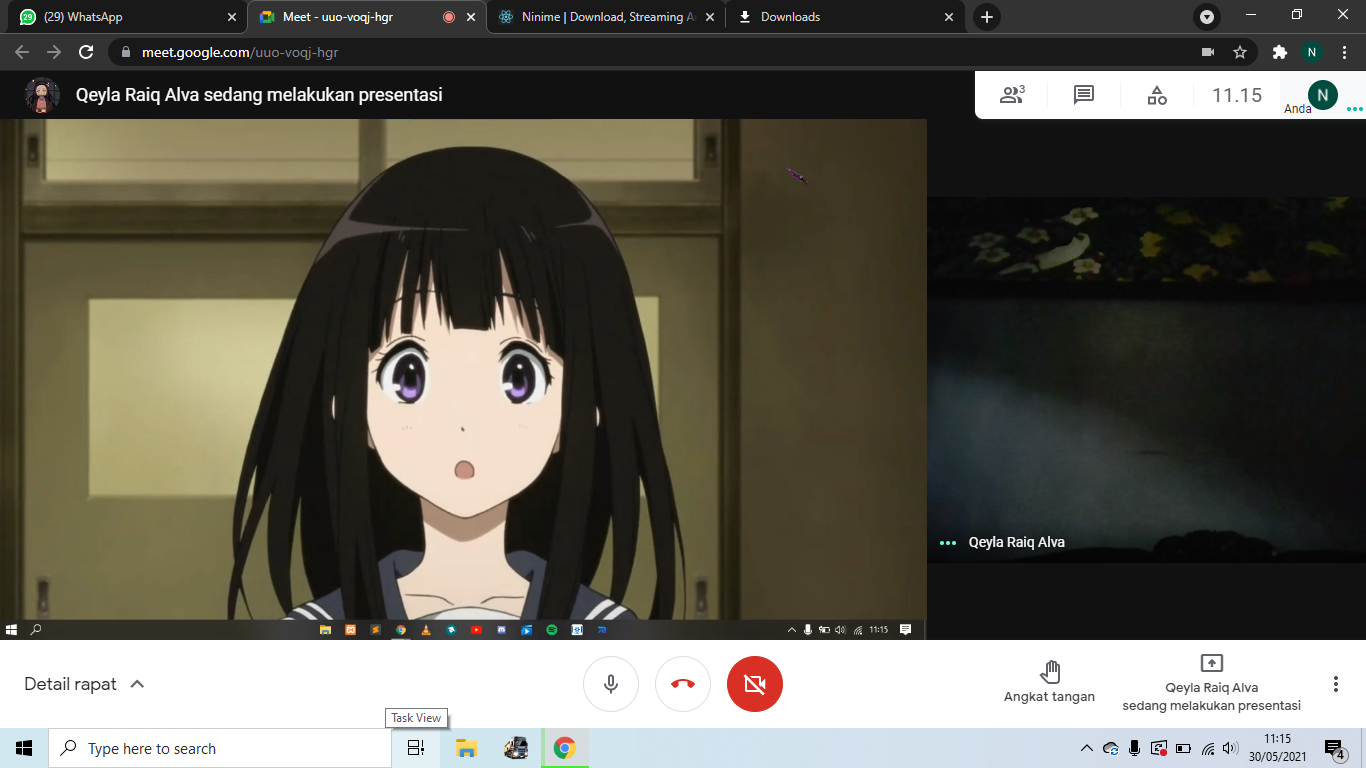 29
(29) WhatsApp
Meet - uuo-voqj-hgr
Ninime | Download, Streaming A
Downloads
meet.google.com/uuo-voqj-hgr
N
Qeyla Raiq Alva sedang melakukan presentasi
3
11.15
Anda
N
Qeyla Raiq Alva
11:15
Detail rapat
Angkat tangan
Qeyla Raiq Alva
sedang melakukan presentasi
Task View
Type here to search
11:15
30/05/2021
4